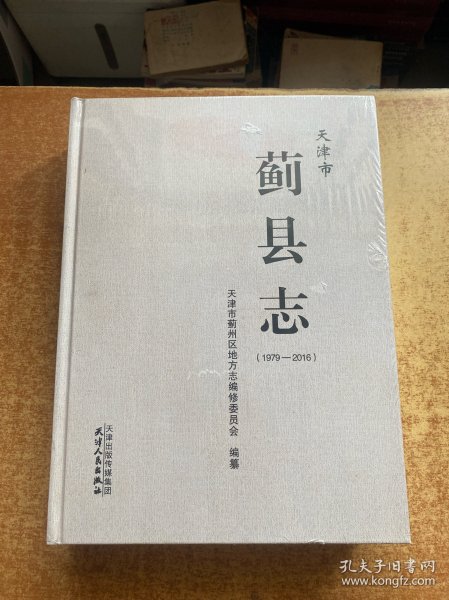 天津市
蓟县志
（1979—2016）
天津市蓟州区地方志编修委员会 编纂
天津出版传媒集团
天津人民出版社
孔夫子旧书网
www.kongfz.com